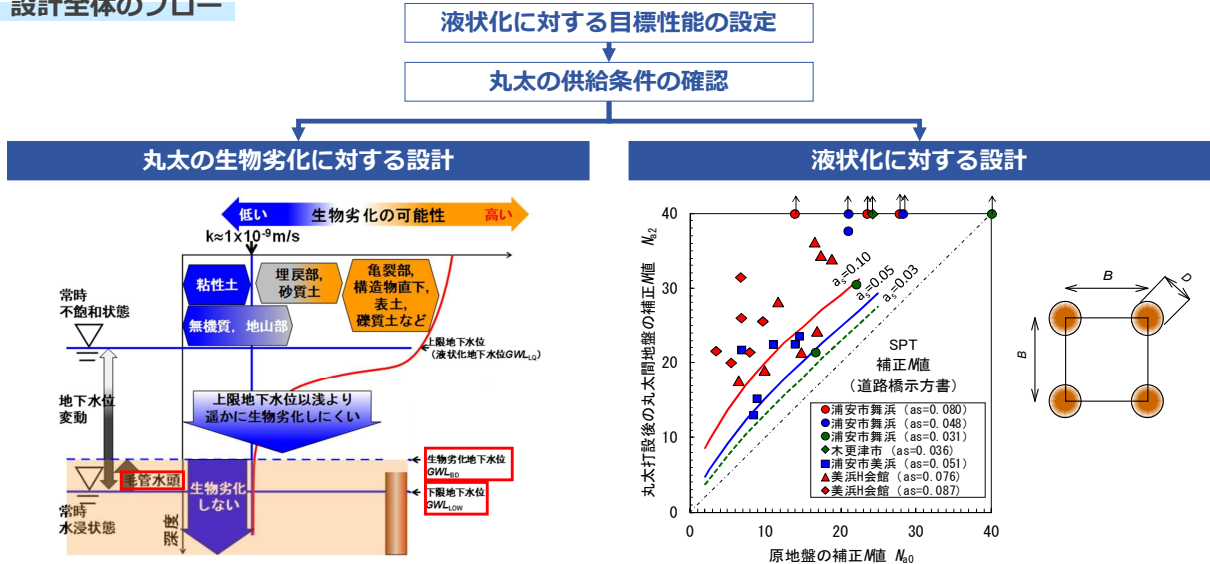 設計全体のフロー
液状化に対する目標性能の設定
丸太の供給条件の確認
丸太の生物劣化に対する設計
低い 生物劣化の可能性 高い
k≈1x10⁻⁹m/s
粘性土
埋戻部,
砂質土
亀裂部,
構造物直下,
表土,
礫質土など
無機質, 地山部
常時
不飽和状態
上限地下水位
(液状化地下水位GWL_LQ)
地下水位
変動
上限地下水位以浅より
遥かに生物劣化しにくい
生物劣化地下水位
GWL_BD
毛管水頭
生物劣化
しない
下限地下水位
GWL_LOW
常時
水浸状態
深度
液状化に対する設計
丸太打設後の丸太間地盤の補正N値 N_a2
40
30
20
10
0
0 10 20 30 40
原地盤の補正N値 N_a0
a_s=0.10
a_s=0.05
a_s=0.03
SPT
補正N値
(道路橋示方書)
浦安市舞浜 (as=0.080)
浦安市舞浜 (as=0.048)
浦安市舞浜 (as=0.031)
木更津市 (as=0.036)
浦安市美浜 (as=0.051)
美浜H会館 (as=0.076)
美浜H会館 (as=0.087)
B
D
B